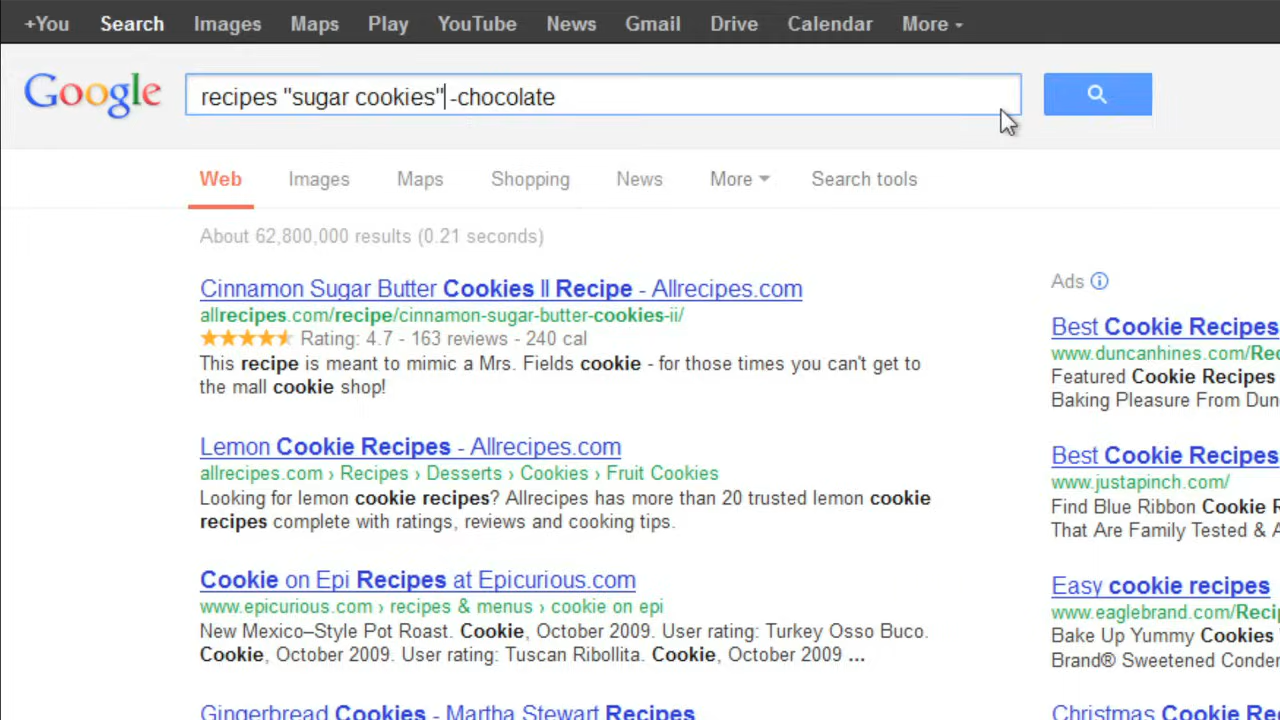 +You Search Images Maps Play YouTube News Gmail Drive Calendar More
Google
recipes "sugar cookies" -chocolate
Web Images Maps Shopping News More Search tools
About 62,800,000 results (0.21 seconds)
Cinnamon Sugar Butter Cookies II Recipe - Allrecipes.com
allrecipes.com/recipe/cinnamon-sugar-butter-cookies-ii/
Rating: 4.7 - 163 reviews - 240 cal
This recipe is meant to mimic a Mrs. Fields cookie - for those times you can't get to
the mall cookie shop!
Lemon Cookie Recipes - Allrecipes.com
allrecipes.com › Recipes › Desserts › Cookies › Fruit Cookies
Looking for lemon cookie recipes? Allrecipes has more than 20 trusted lemon cookie
recipes complete with ratings, reviews and cooking tips.
Cookie on Epi Recipes at Epicurious.com
www.epicurious.com › recipes & menus › cookie on epi
New Mexico–Style Pot Roast. Cookie, October 2009. User rating: Turkey Osso Buco.
Cookie, October 2009. User rating: Tuscan Ribollita. Cookie, October 2009 ...
Gingerbread Cookies - Martha Stewart Recipes
Ads
Best Cookie Recipes
www.duncanhines.com/Rec
Featured Cookie Recipes
Baking Pleasure From Dun
Best Cookie Recipes
www.justapinch.com/
Find Blue Ribbon Cookie R
That Are Family Tested & A
Easy cookie recipes
www.eaglebrand.com/Recip
Bake Up Yummy Cookies
Brand® Sweetened Conder
Christmas Cookie Re